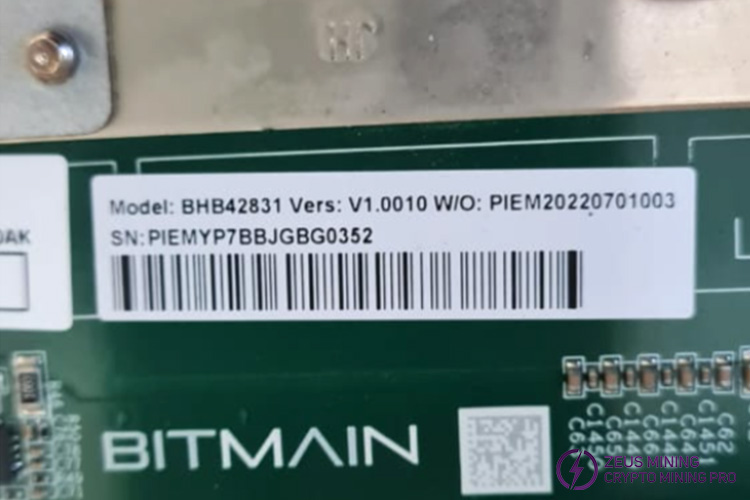 Model: BHB42831 Vers: V1.0010 W/O: PIEM20220701003
SN:PIEMYP7BBJGBG0352
BITMAIN
ZEUS MINING
CRYPTO MINING PRO